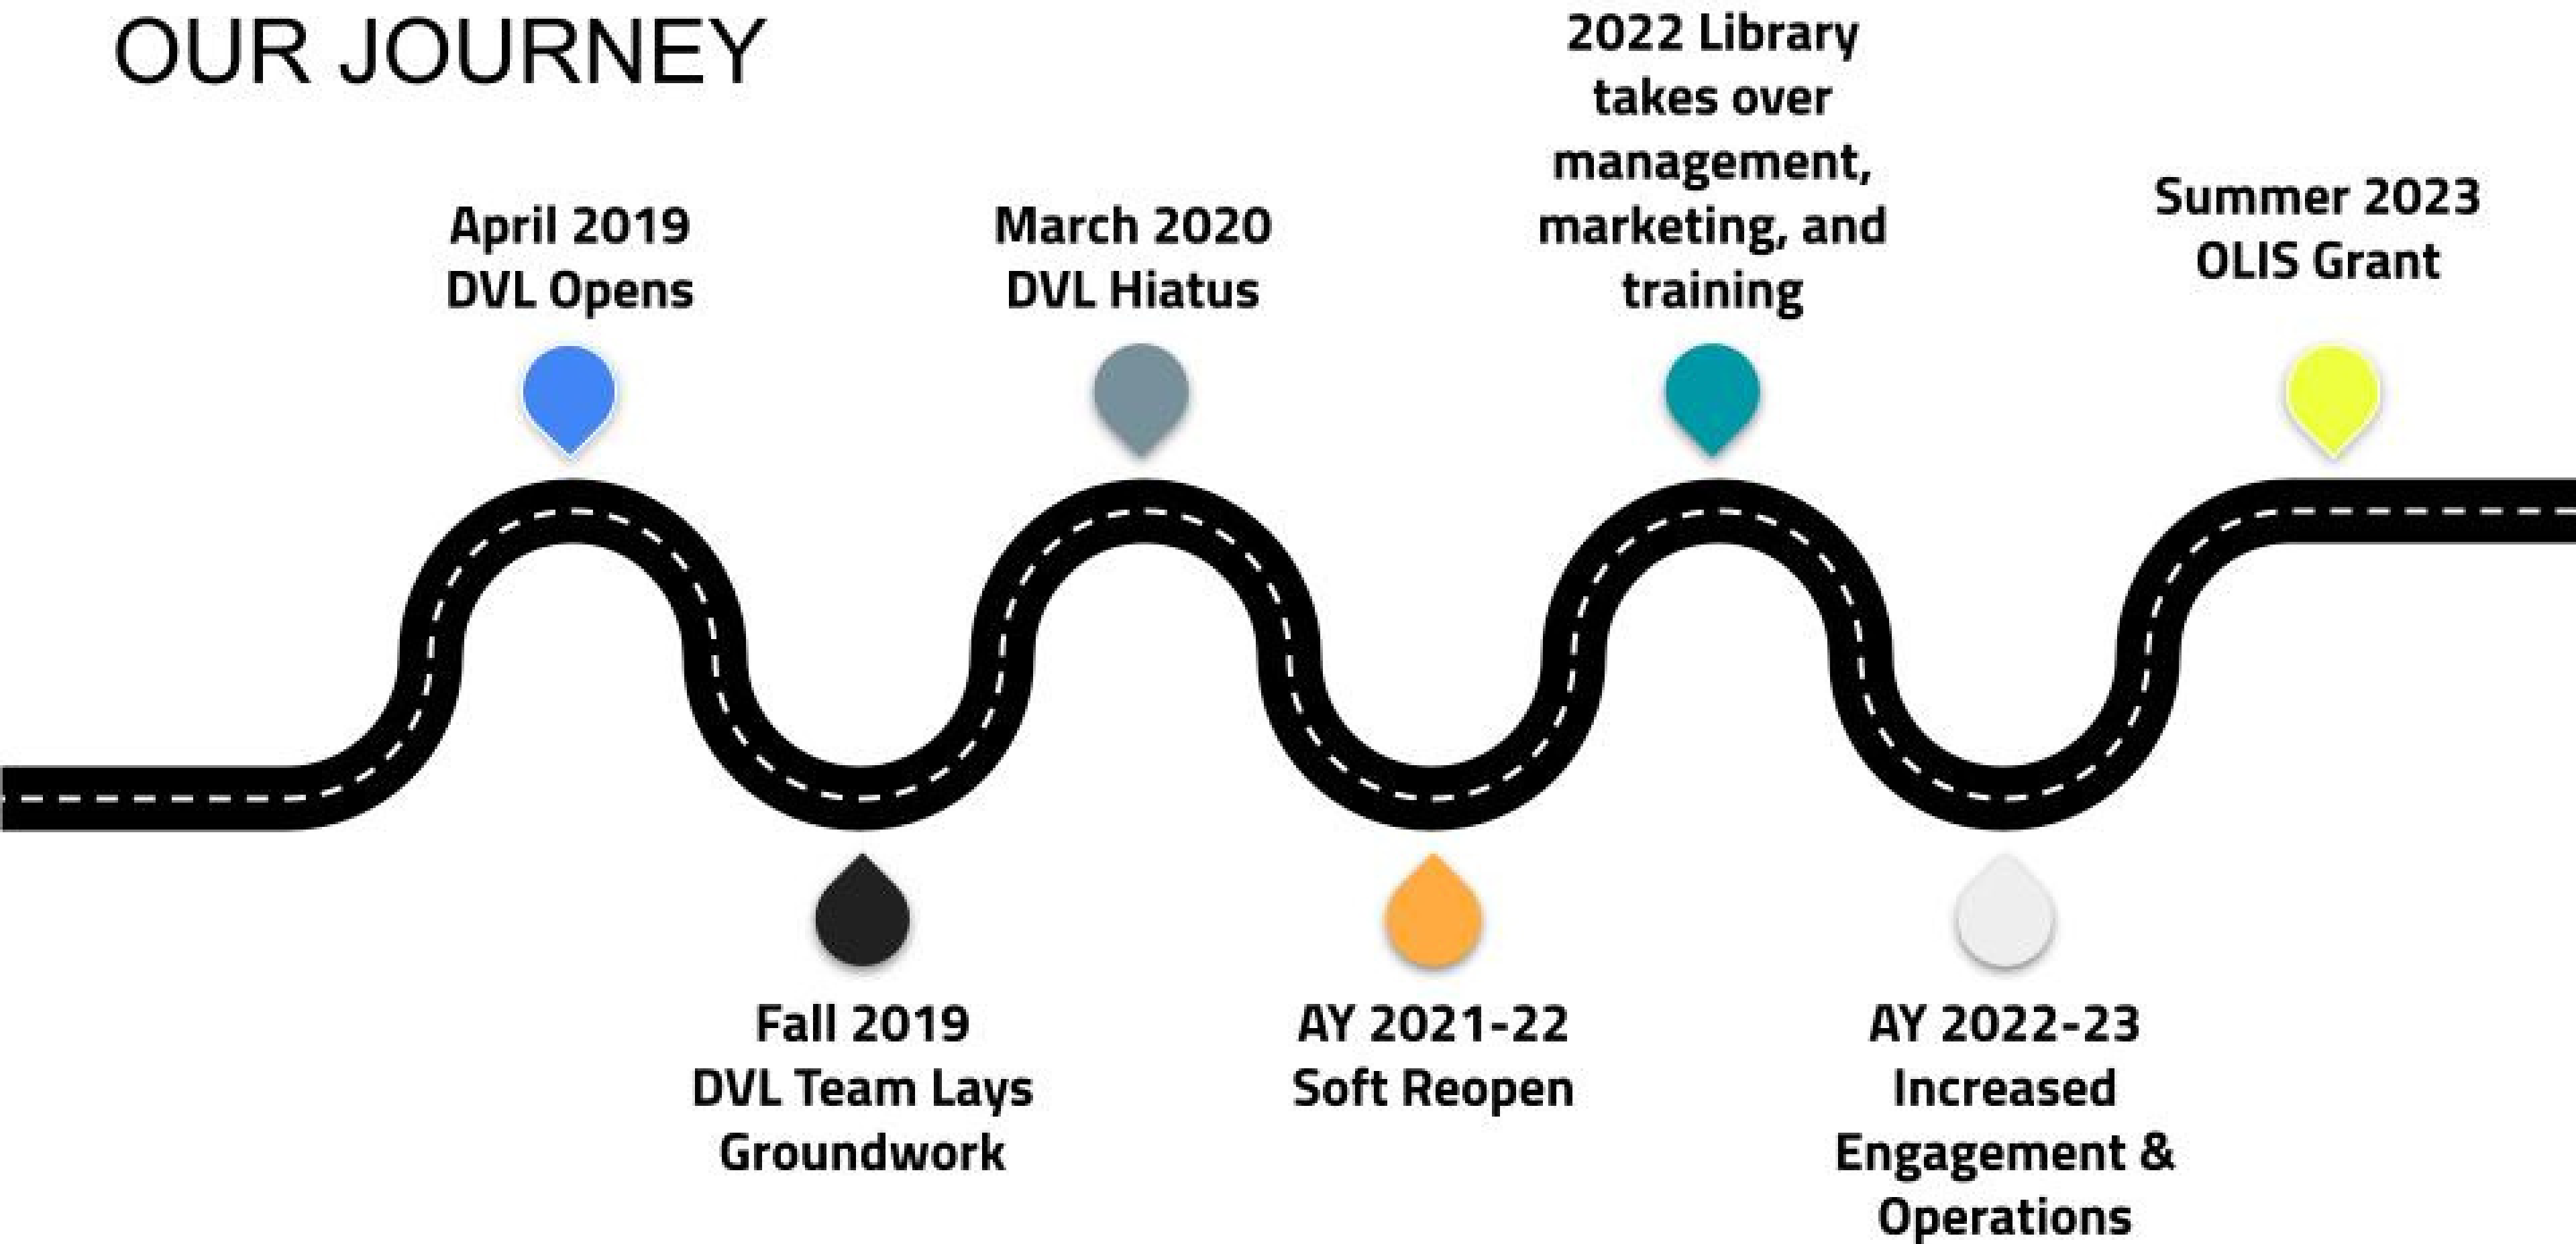 OUR JOURNEY
April 2019
DVL Opens
Fall 2019
DVL Team Lays
Groundwork
March 2020
DVL Hiatus
AY 2021-22
Soft Reopen
2022 Library
takes over
management,
marketing, and
training
AY 2022-23
Increased
Engagement &
Operations
Summer 2023
OLIS Grant